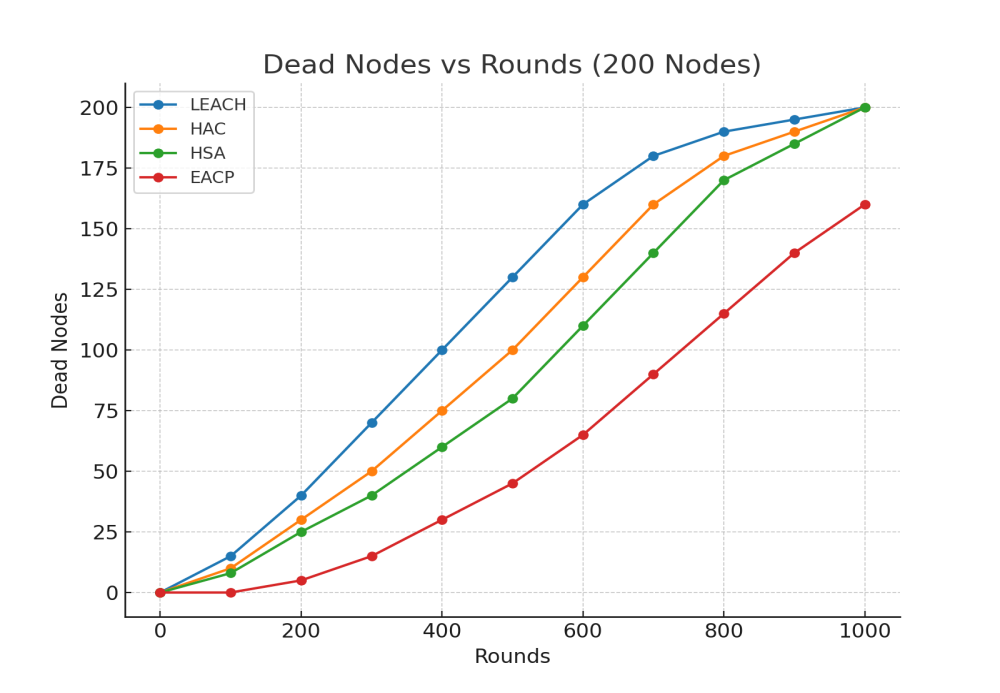 Dead Nodes vs Rounds (200 Nodes)
LEACH
HAC
HSA
EACP
200
175
150
125
100
75
50
25
0
Dead Nodes
0 200 400 600 800 1000
Rounds